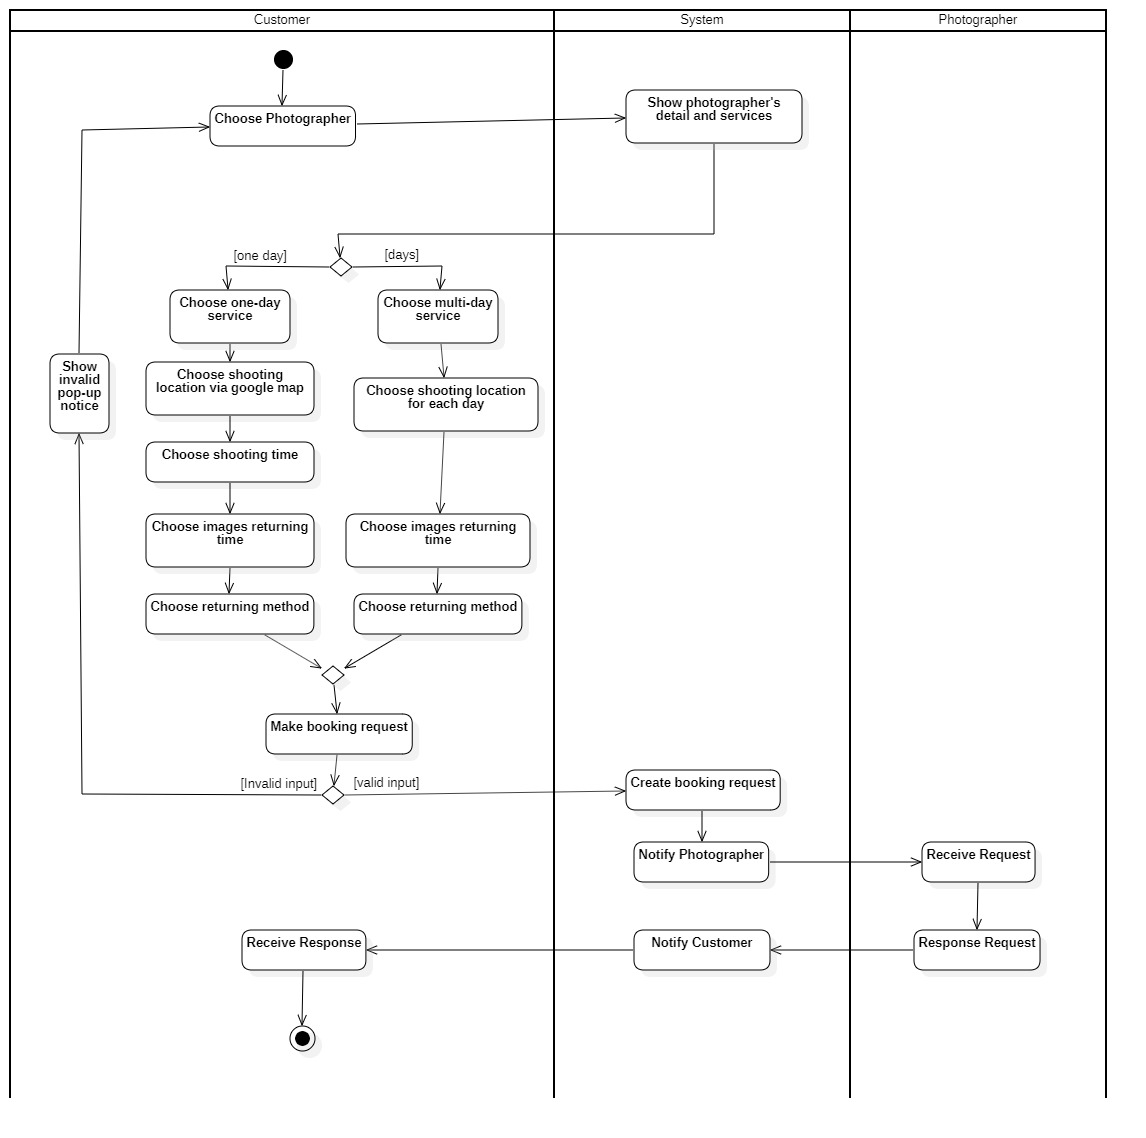 Customer
System
Photographer
Choose Photographer
Show photographer's
detail and services
[one day]
[days]
Choose one-day
service
Choose multi-day
service
Show
invalid
pop-up
notice
Choose shooting
location via google map
Choose shooting location
for each day
Choose shooting time
Choose images returning
time
Choose images returning
time
Choose returning method
Choose returning method
Make booking request
[Invalid input]
[valid input]
Create booking request
Notify Photographer
Receive Request
Receive Response
Notify Customer
Response Request